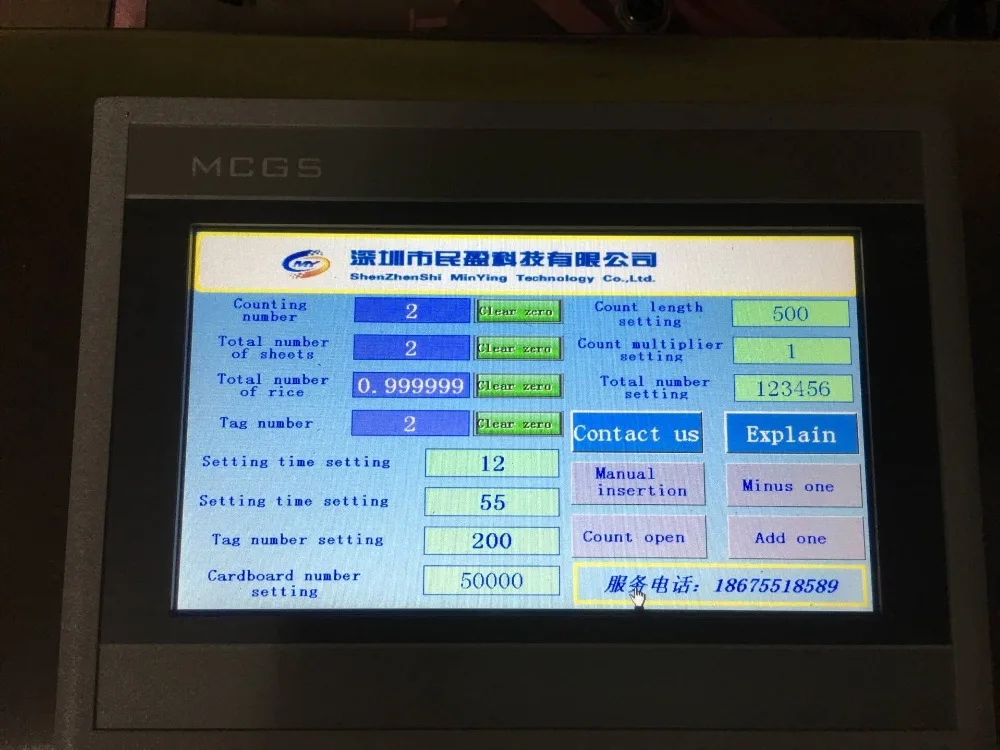 MCGS
MY
深圳市民盈科技有限公司
ShenZhenShi MinYing Technology Co.,Ltd.
Counting
number
2
Clear zero
Count length
setting
500
Total number
of sheets
2
Clear zero
Count multiplier
setting
1
Total number
of rice
0.999999
Clear zero
Total number
setting
123456
Tag number
2
Clear zero
Contact us
Explain
Setting time setting
12
Manual
insertion
Minus one
Setting time setting
55
Tag number setting
200
Count open
Add one
Cardboard number
setting
50000
服务电话：18675518589